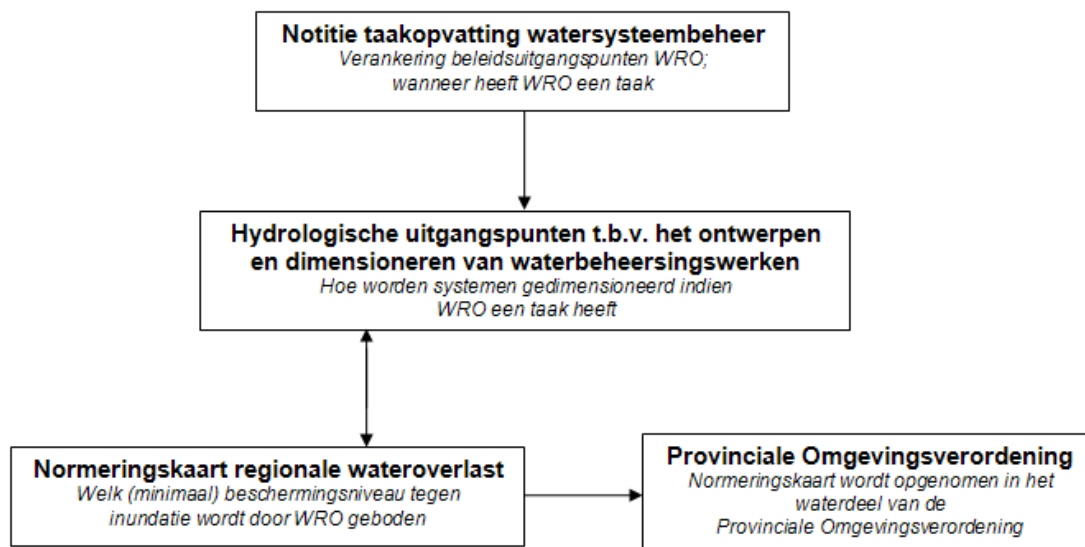 Notitie taakopvatting watersysteembeheer
Verankering beleidsuitgangspunten WRO;
wanneer heeft WRO een taak
Hydrologische uitgangspunten t.b.v. het ontwerpen
en dimensioneren van waterbeheersingswerken
Hoe worden systemen gedimensioneerd indien
WRO een taak heeft
Normeringskaart regionale wateroverlast
Welk (minimaal) beschermingsniveau tegen
inundatie wordt door WRO geboden
Provinciale Omgevingsverordening
Normeringskaart wordt opgenomen in het
waterdeel van de
Provinciale Omgevingsverordening